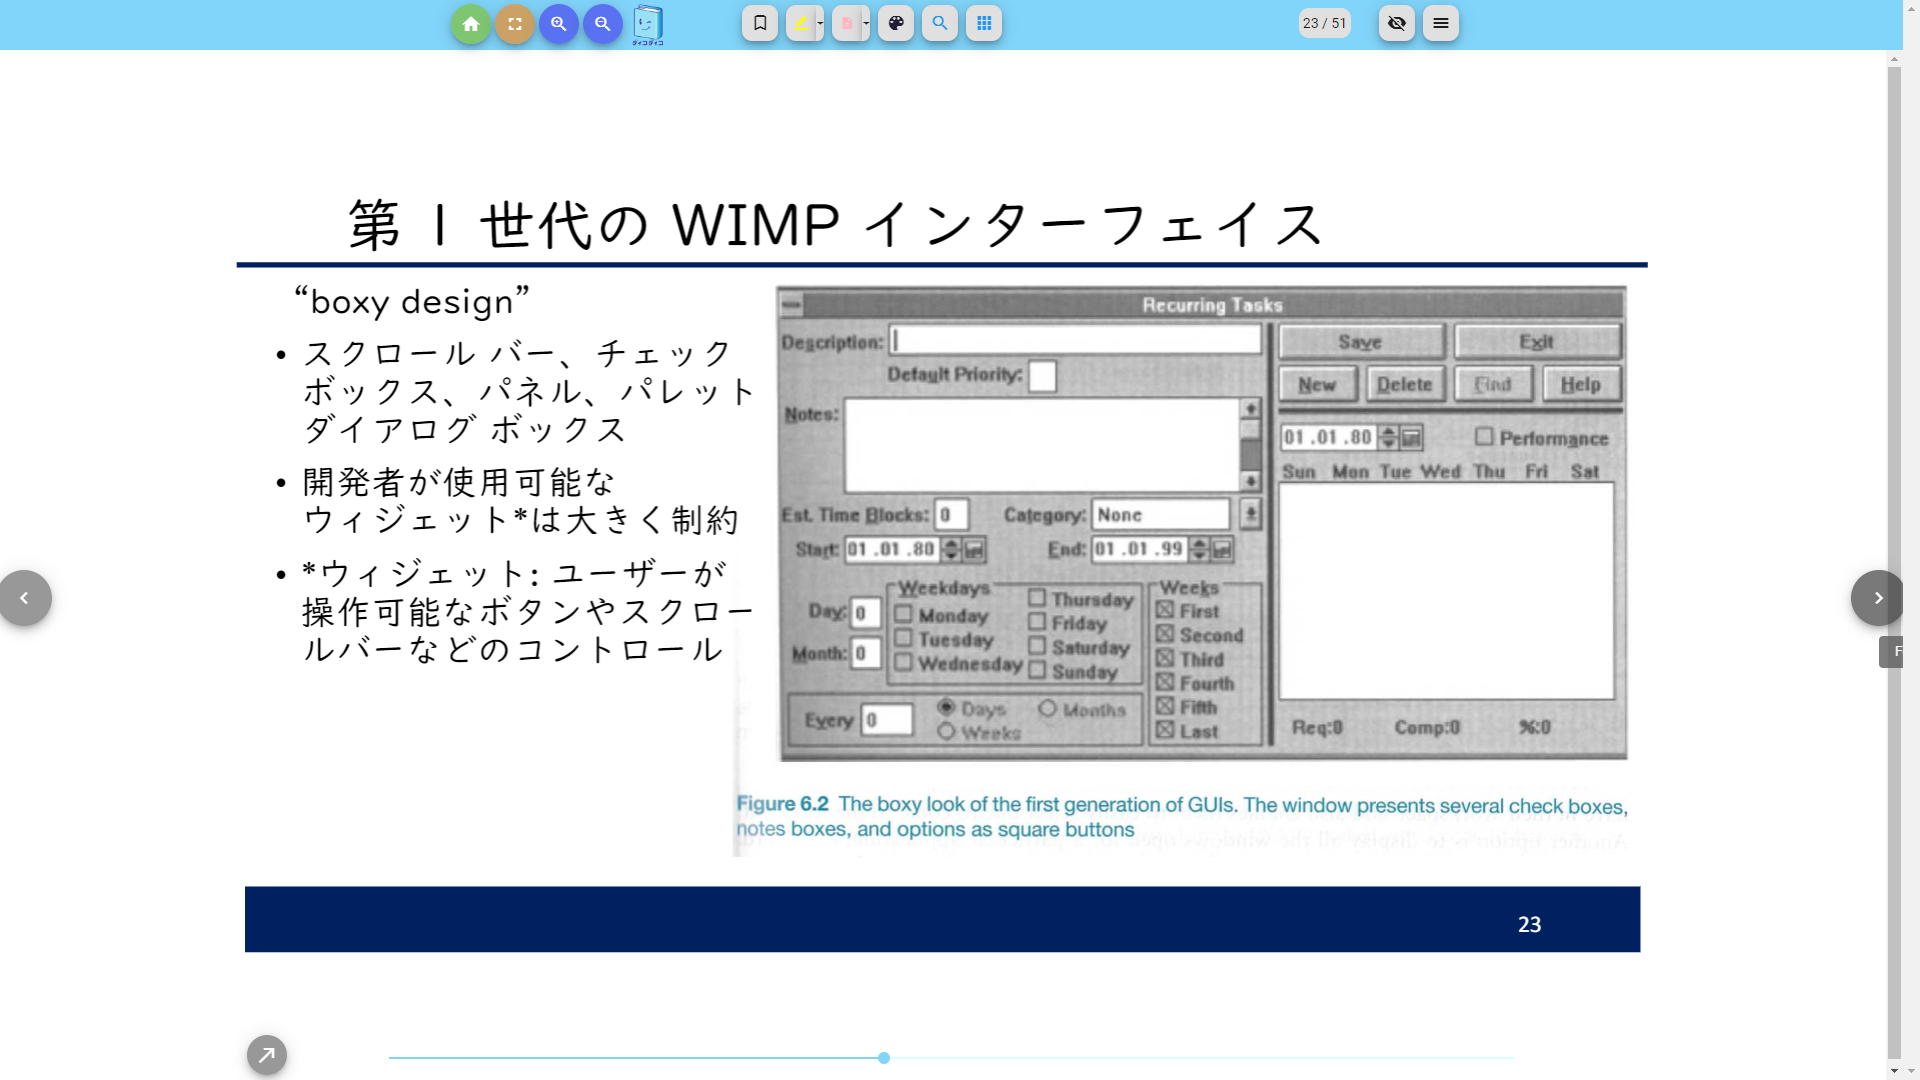 ダイコダイコ
23 / 51
第 1 世代の WIMP インターフェイス
“boxy design”
• スクロール バー、チェック
ボックス、パネル、パレット
ダイアログ ボックス
• 開発者が使用可能な
ウィジェット*は大きく制約
• *ウィジェット: ユーザーが
操作可能なボタンやスクロー
ルバーなどのコントロール
Recurring Tasks
Description:
Default Priority:
Notes:
Est. Time Blocks: 0 Category: None
Start: 01.01.80 End: 01.01.99
Weekdays
Day: 0
Month: 0
Monday
Tuesday
Wednesday
Thursday
Friday
Saturday
Sunday
Weeks
First
Second
Third
Fourth
Fifth
Last
Every 0
Days Months
Weeks
Save Exit
New Delete Find Help
01.01.80 Performance
Sun Mon Tue Wed Thu Fri Sat
Req:0 Comp:0 %:0
Figure 6.2 The boxy look of the first generation of GUIs. The window presents several check boxes,
notes boxes, and options as square buttons
23
F